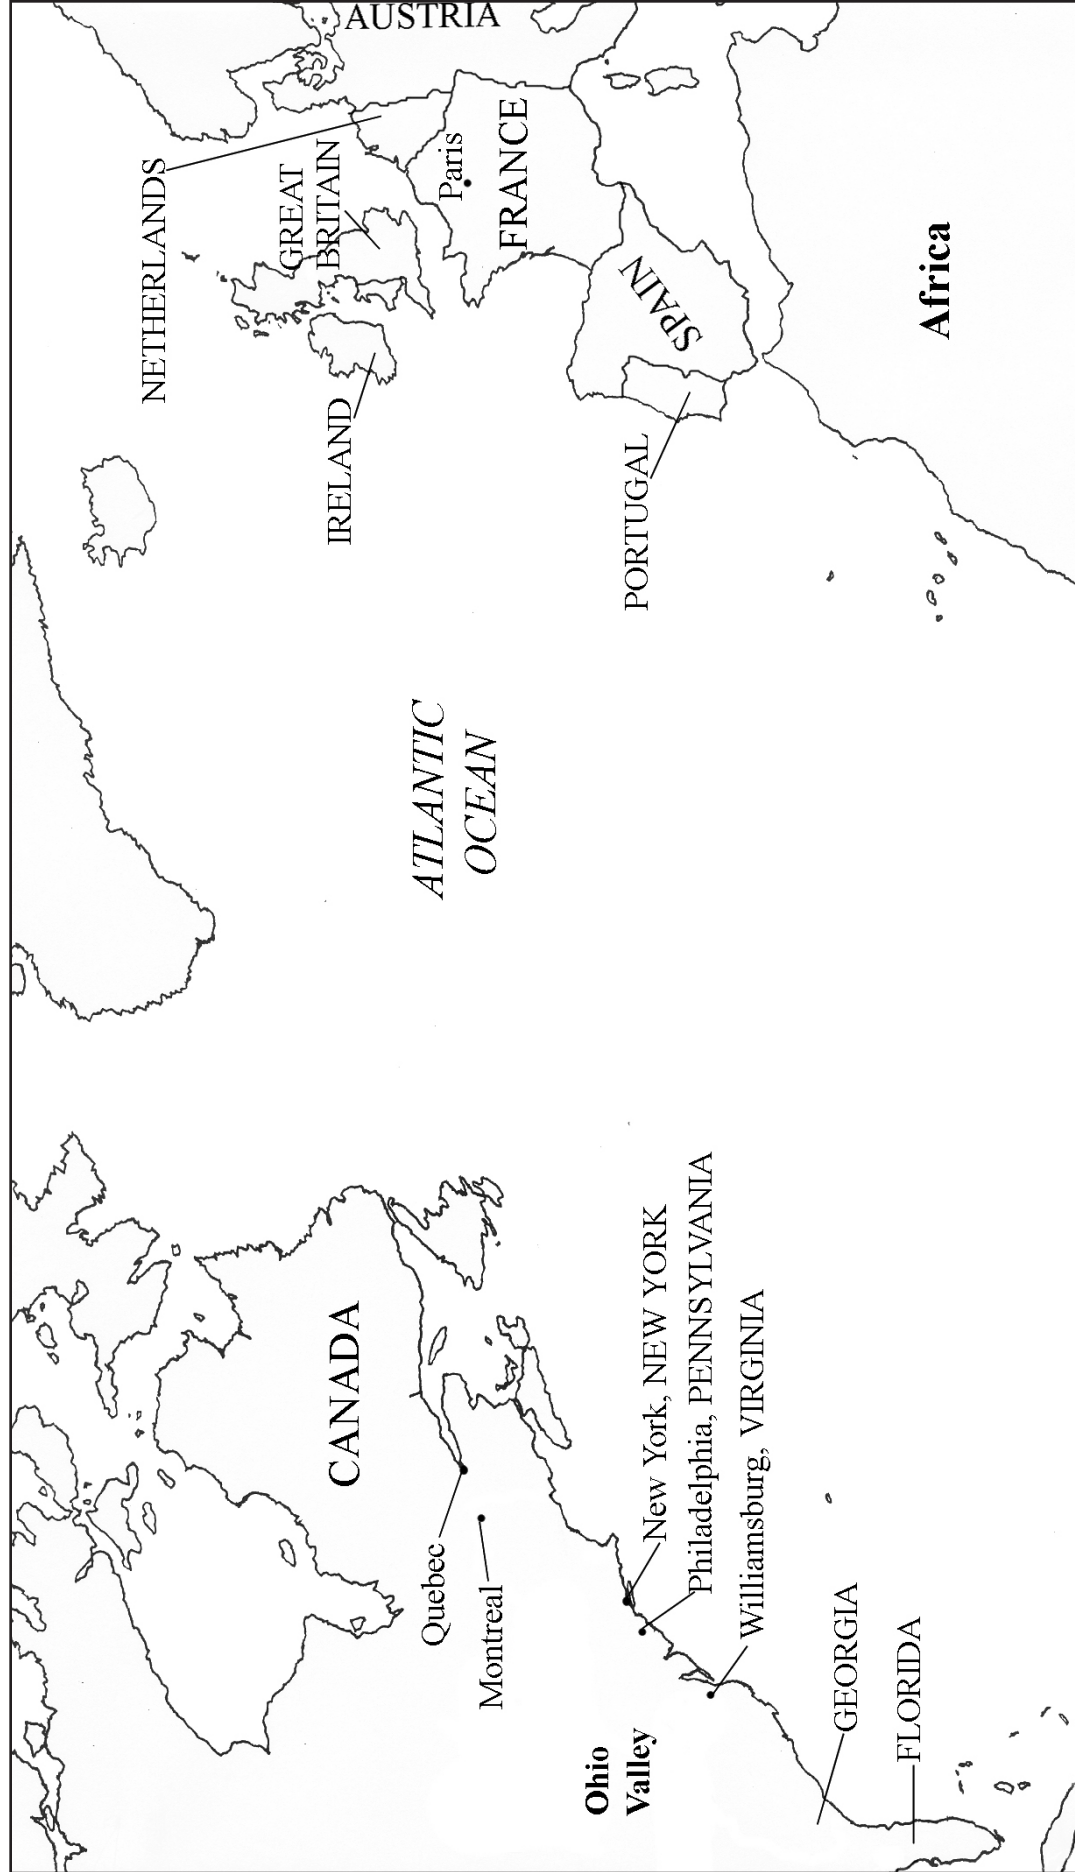 AUSTRIA
NETHERLANDS
GREAT
BRITAIN
Paris
FRANCE
IRELAND
SPAIN
PORTUGAL
Africa
ATLANTIC
OCEAN
CANADA
Quebec
Montreal
New York, NEW YORK
Philadelphia, PENNSYLVANIA
Williamsburg, VIRGINIA
Ohio
Valley
GEORGIA
FLORIDA